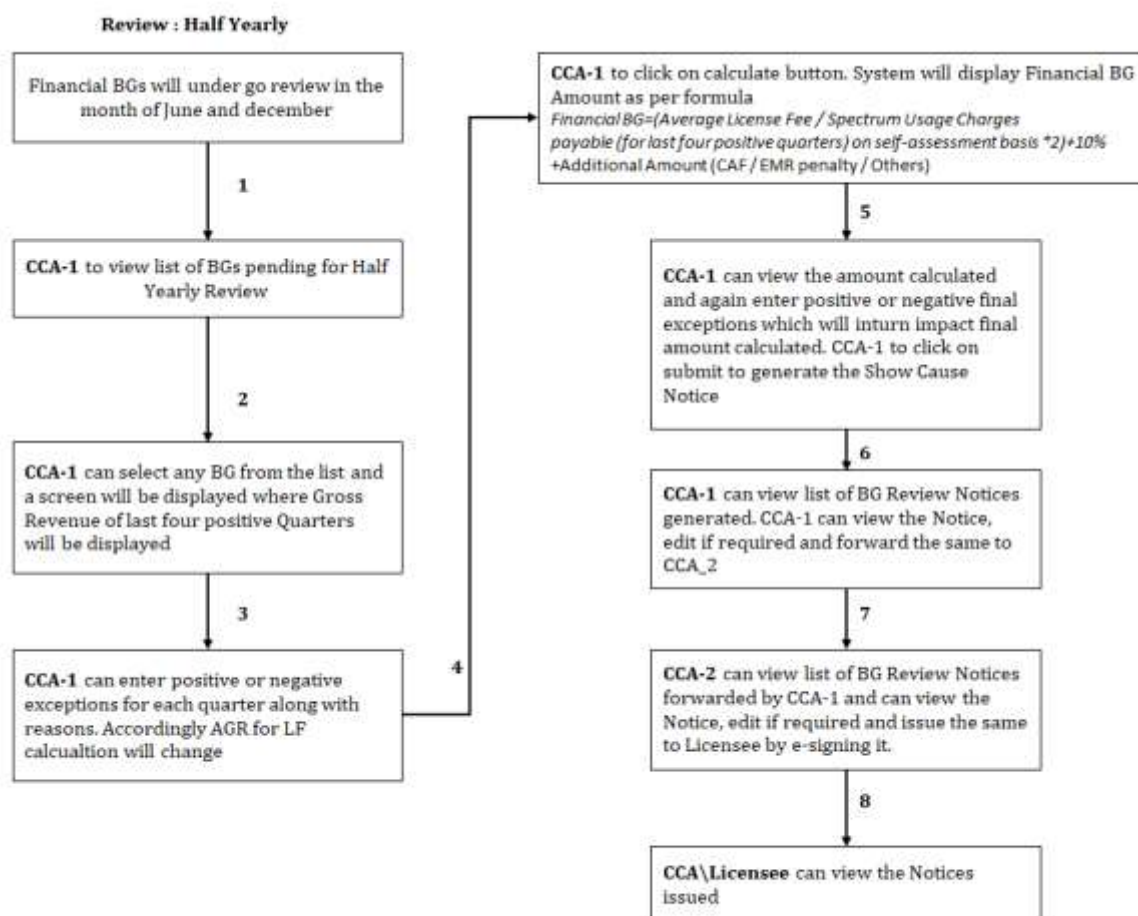 Review : Half Yearly
Financial BGs will under go review in the
month of June and december
1
CCA-1 to view list of BGs pending for Half
Yearly Review
2
CCA-1 can select any BG from the list and
a screen will be displayed where Gross
Revenue of last four positive Quarters
will be displayed
3
CCA-1 can enter positive or negative
exceptions for each quarter along with
reasons. Accordingly AGR for LF
calcualtion will change
4
CCA-1 to click on calculate button. System will display Financial BG
Amount as per formula
Financial BG=(Average License Fee / Spectrum Usage Charges
payable (for last four positive quarters) on self-assessment basis *2)+10%
+Additional Amount (CAF / EMR penalty / Others)
5
CCA-1 can view the amount calculated
and again enter positive or negative final
exceptions which will inturn impact final
amount calculated. CCA-1 to click on
submit to generate the Show Cause
Notice
6
CCA-1 can view list of BG Review Notices
generated. CCA-1 can view the Notice,
edit if required and forward the same to
CCA_2
7
CCA-2 can view list of BG Review Notices
forwarded by CCA-1 and can view the
Notice, edit if required and issue the same
to Licensee by e-signing it.
8
CCA\Licensee can view the Notices
issued